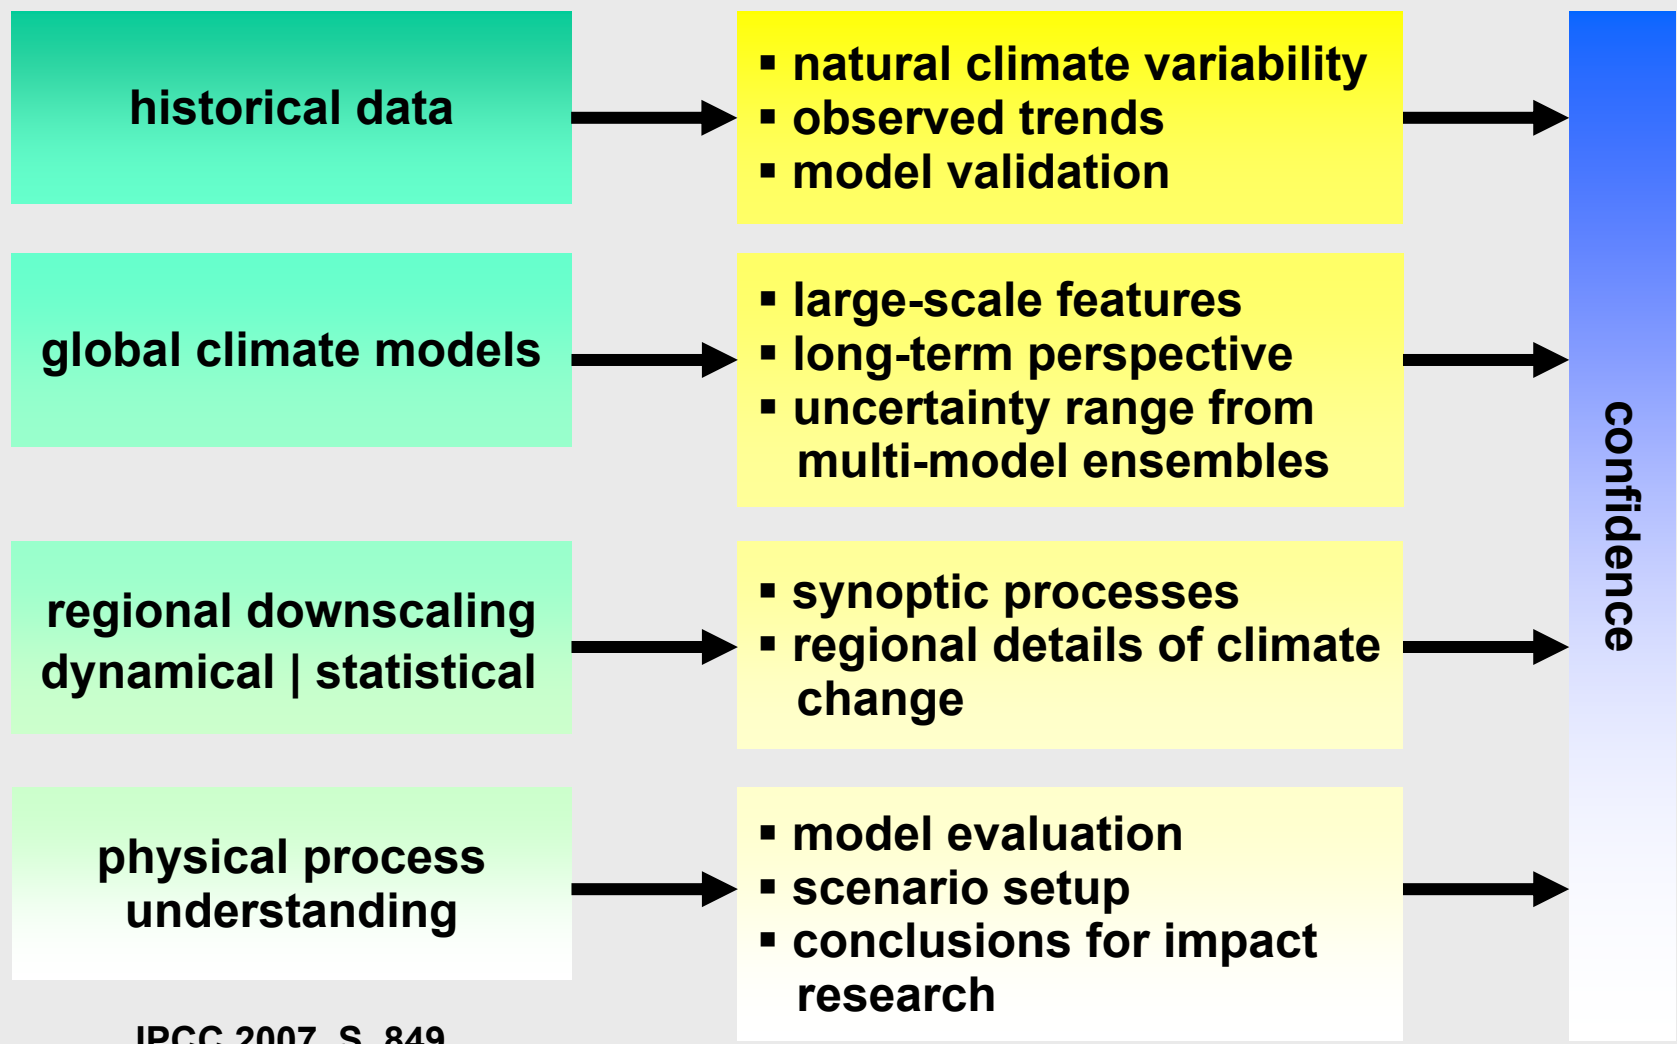 historical data
▪ natural climate variability
▪ observed trends
▪ model validation
global climate models
▪ large-scale features
▪ long-term perspective
▪ uncertainty range from
multi-model ensembles
regional downscaling
dynamical | statistical
▪ synoptic processes
▪ regional details of climate
change
physical process
understanding
▪ model evaluation
▪ scenario setup
▪ conclusions for impact
research
confidence
IPCC 2007, S. 849